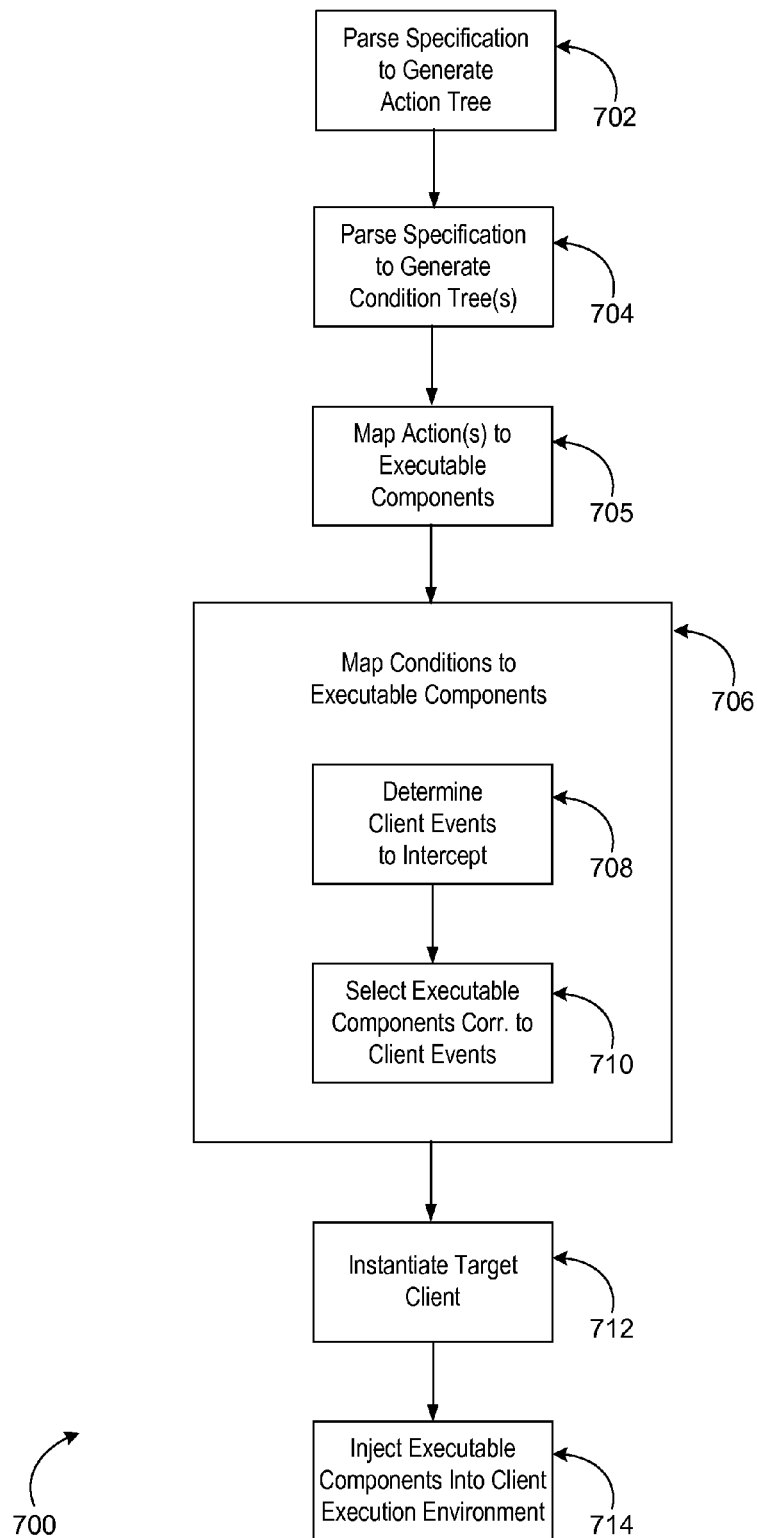 Parse Specification
to Generate
Action Tree
702
Parse Specification
to Generate
Condition Tree(s)
704
Map Action(s) to
Executable
Components
705
Map Conditions to
Executable Components
706
Determine
Client Events
to Intercept
708
Select Executable
Components Corr. to
Client Events
710
Instantiate Target
Client
712
Inject Executable
Components Into Client
Execution Environment
714
700